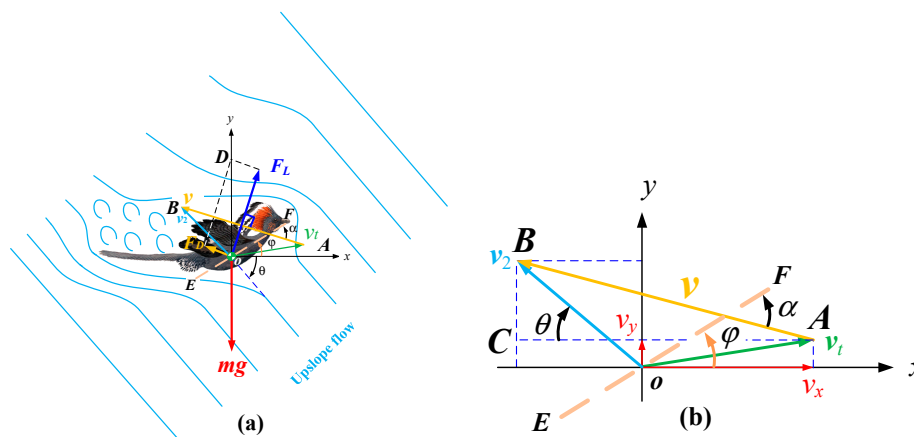 y
D
F_L
v
B
v_2
F
α
F_D
φ
v_t
A
o
x
E
θ
mg
Upslope flow
(a)
y
B
v_2
F
v
α
θ
A
C
v_y
φ
v_t
o
x
v_x
E
(b)